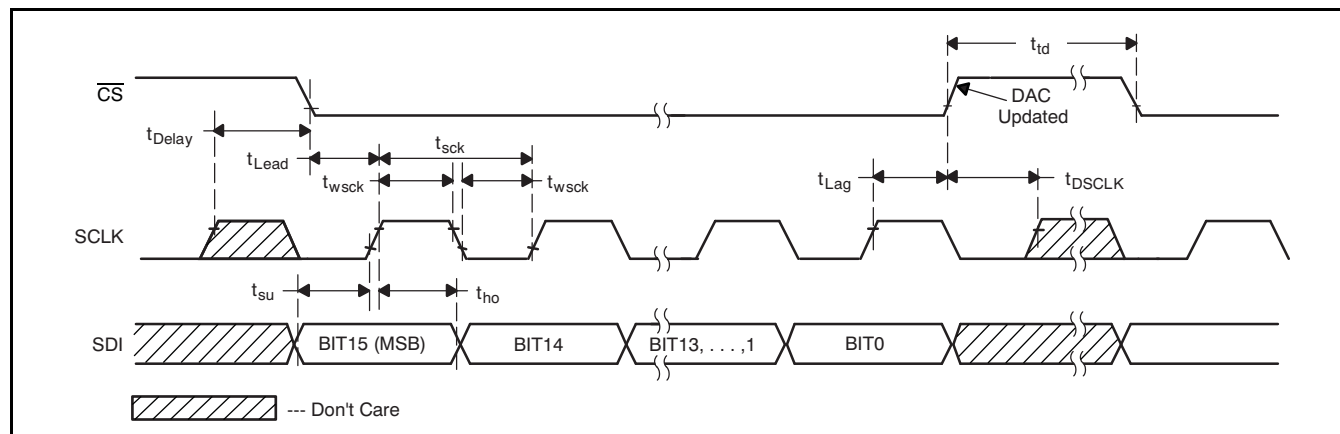 t_td
CS
DAC Updated
t_Delay
t_Lead
t_sck
t_wsck
t_wsck
t_Lag
t_DSCLK
SCLK
t_su
t_ho
SDI
BIT15 (MSB)
BIT14
BIT13, . . . ,1
BIT0
--- Don't Care